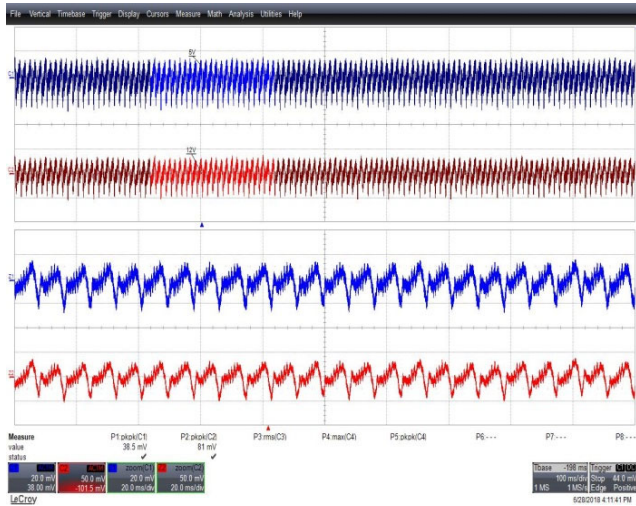 File Vertical Timebase Trigger Display Cursors Measure Math Analysis Utilities Help
5V
12V
Measure P1:pkpk(C1) P2:pkpk(C2) P3:rms(C3) P4:max(C4) P5:pkpk(C4) P6:--- P7:--- P8:---
value 38.5 mV 81 mV
status
zoom(C1) zoom(C2) Tbase -198 ms Trigger
20.0 mV 50.0 mV 20.0 mV 50.0 mV 100 ms/div Stop 44.0 mV
38.00 mV -101.5 mV 20.0 ms/div 20.0 ms/div 1 MS 1 MS/s Edge Positive
LeCroy 6/28/2018 4:11:41 PM